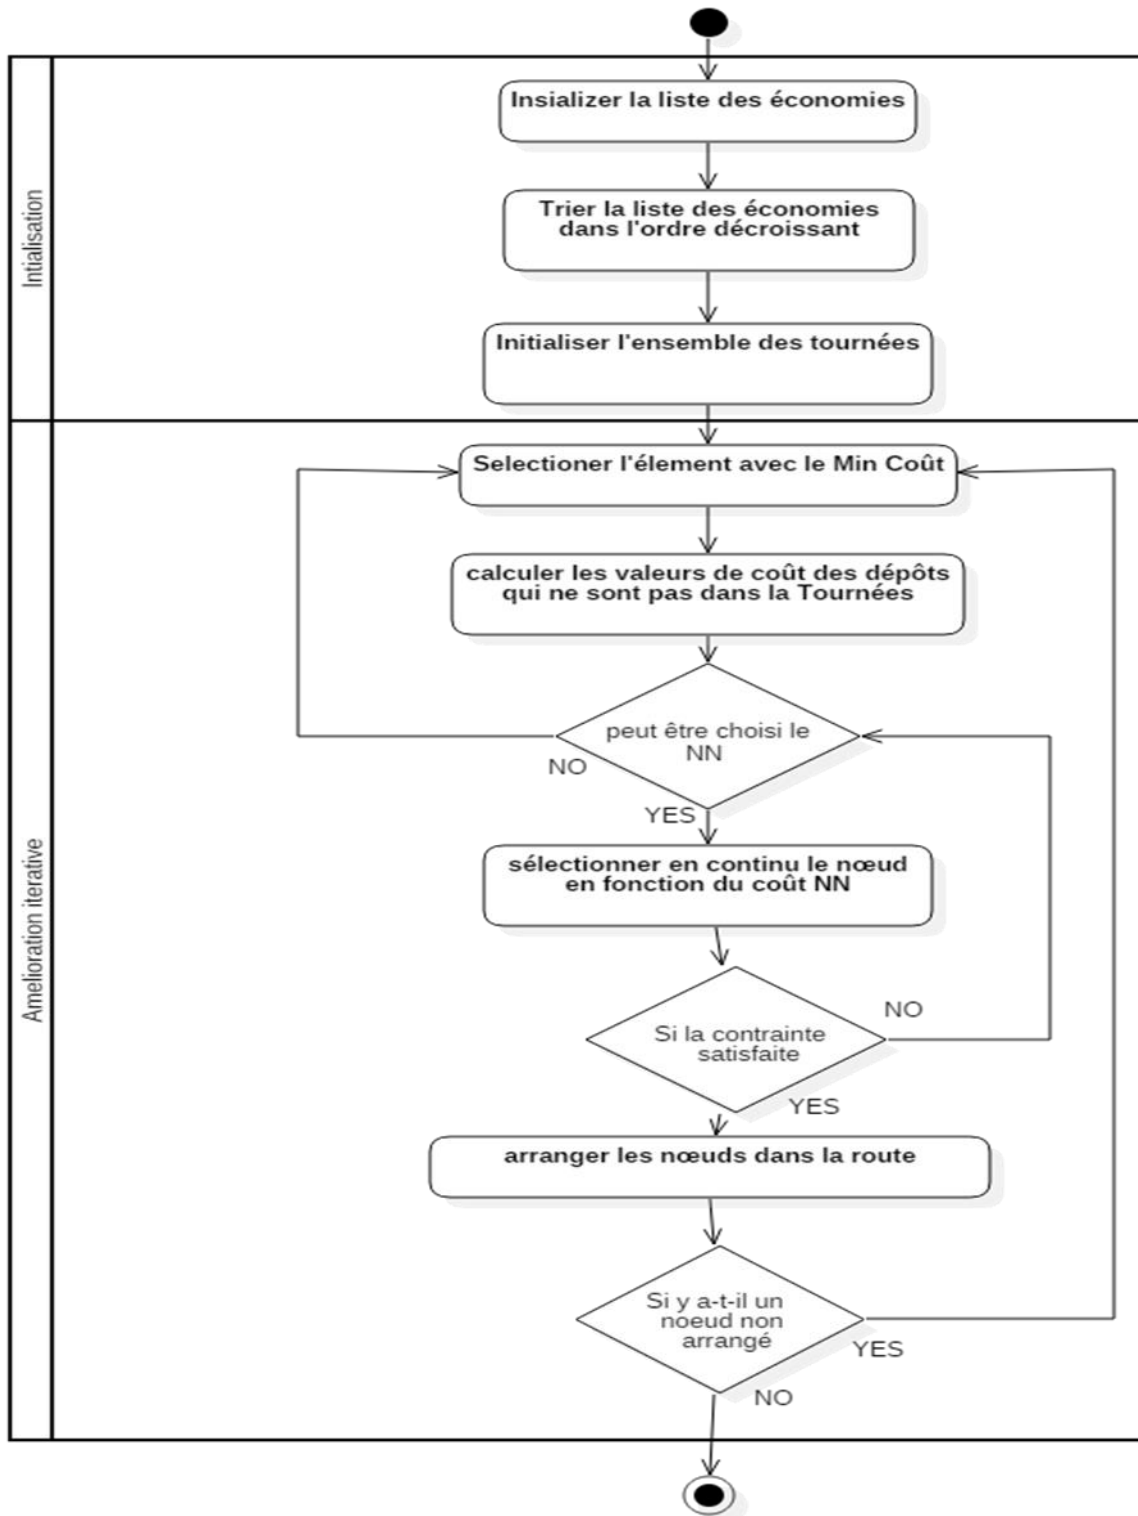 Intialisation
Insializer la liste des économies
Trier la liste des économies
dans l'ordre décroissant
Initialiser l'ensemble des tournées
Amelioration iterative
Selectioner l'élement avec le Min Coût
calculer les valeurs de coût des dépôts
qui ne sont pas dans la Tournées
peut être choisi le
NN
NO
YES
sélectionner en continu le nœud
en fonction du coût NN
Si la contrainte
satisfaite
NO
YES
arranger les nœuds dans la route
Si y a-t-il un
noeud non
arrangé
YES
NO